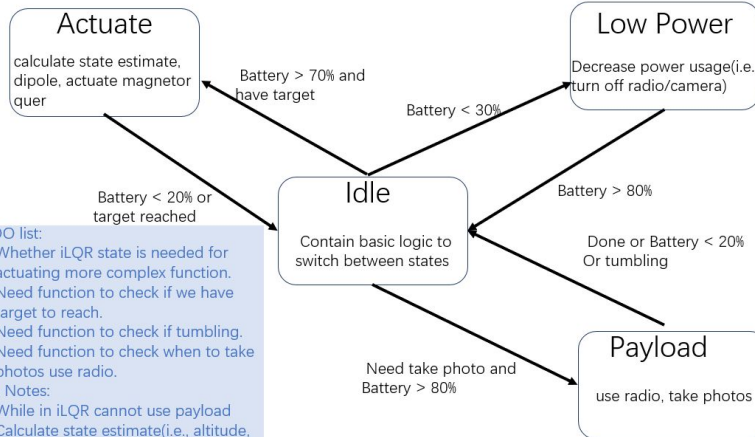 Actuate
calculate state estimate,
dipole, actuate magnetor
quer
Low Power
Decrease power usage(i.e.
turn off radio/camera)
Battery > 70% and
have target
Battery < 30%
Idle
Contain basic logic to
switch between states
Battery < 20% or
target reached
Battery > 80%
Done or Battery < 20%
Or tumbling
list:
Whether iLQR state is needed for
actuating more complex function.
Need function to check if we have
to reach.
Need function to check if tumbling.
Need function to check when to take
photos use radio.
Notes:
While in iLQR cannot use payload
Calculate state estimate(i.e., altitude,
Need take photo and
Battery > 80%
Payload
use radio, take photos